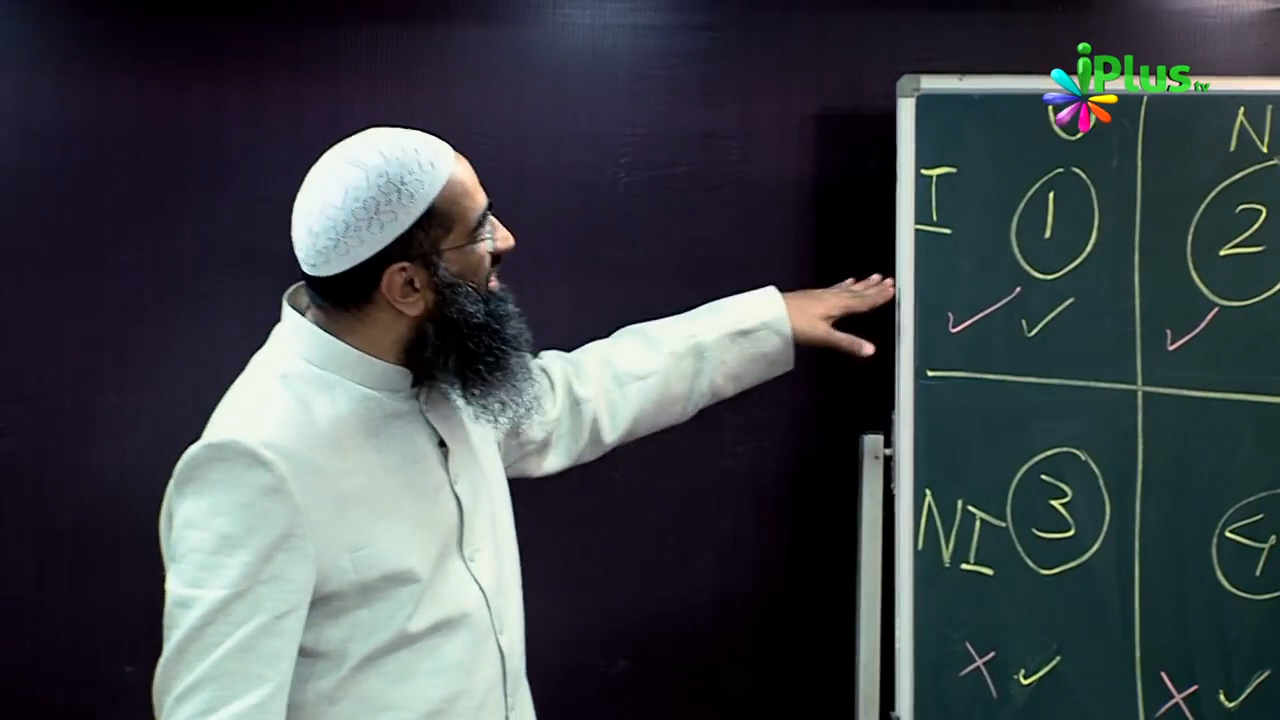 iPlus tv
U N
I 1 2
✓ ✓ ✓
NI 3 4
✗ ✓ ✗ ✓